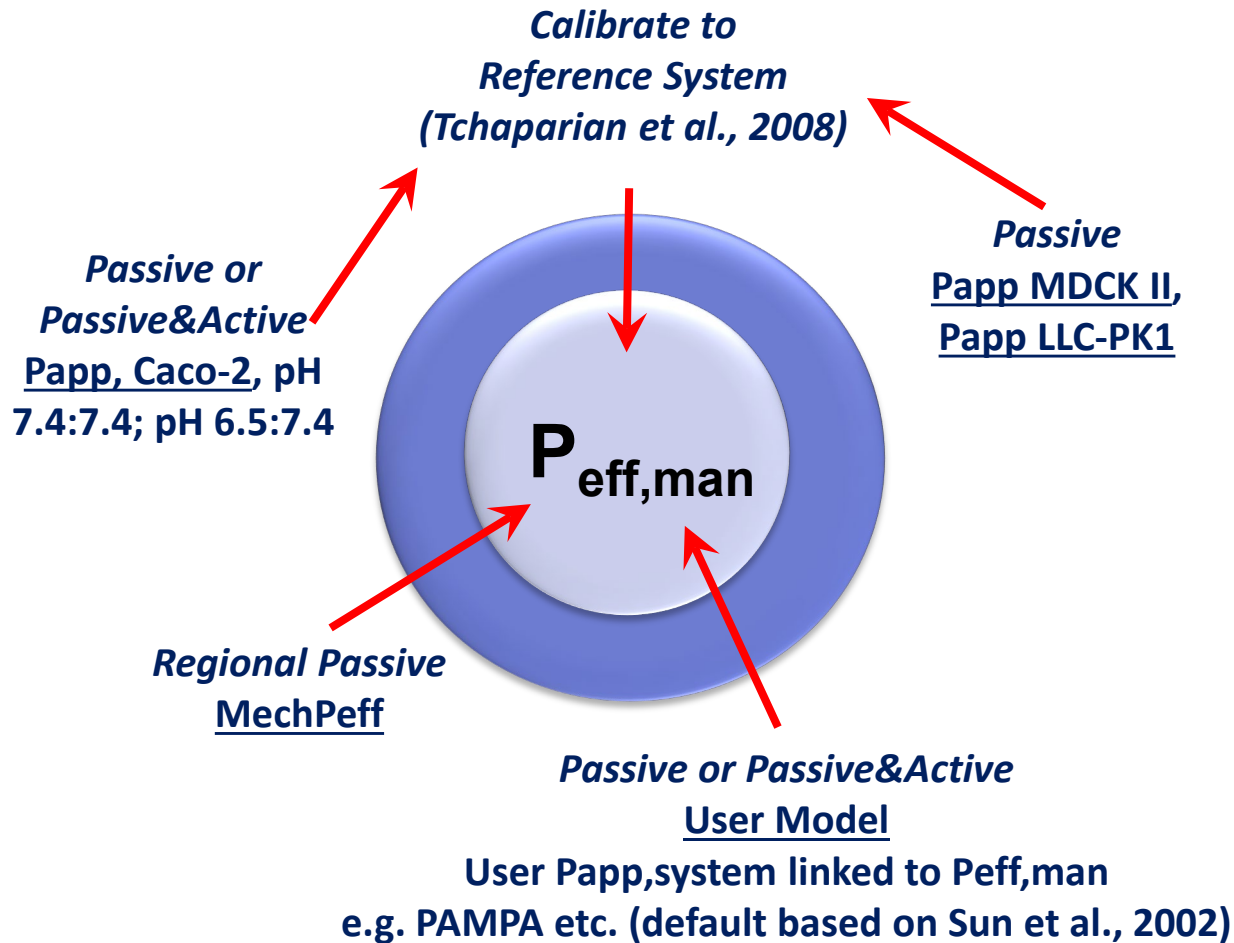 Calibrate to
Reference System
(Tchaparian et al., 2008)
Passive or
Passive&Active
Papp, Caco-2, pH
7.4:7.4; pH 6.5:7.4
Passive
Papp MDCK II,
Papp LLC-PK1
Peff,man
Regional Passive
MechPeff
Passive or Passive&Active
User Model
User Papp,system linked to Peff,man
e.g. PAMPA etc. (default based on Sun et al., 2002)